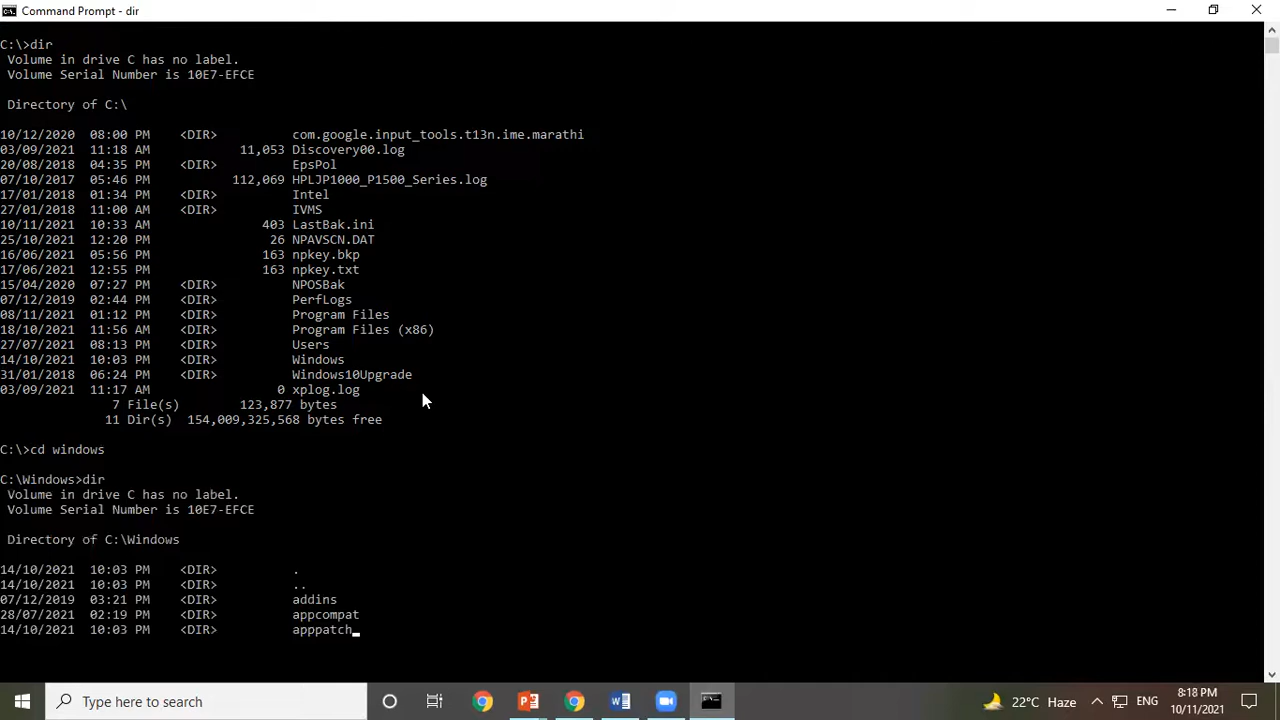 Command Prompt - dir
C:\>dir
 Volume in drive C has no label.
 Volume Serial Number is 10E7-EFCE
 Directory of C:\
10/12/2020  08:00 PM    <DIR>          com.google.input_tools.t13n.ime.marathi
03/09/2021  11:18 AM            11,053 Discovery00.log
20/08/2018  04:35 PM    <DIR>          EpsPol
07/10/2017  05:46 PM           112,069 HPLJP1000_P1500_Series.log
17/01/2018  01:34 PM    <DIR>          Intel
27/01/2018  11:00 AM    <DIR>          IVMS
10/11/2021  10:33 AM               403 LastBak.ini
25/10/2021  12:20 PM                26 NPAVSCN.DAT
16/06/2021  05:56 PM               163 npkey.bkp
17/06/2021  12:55 PM               163 npkey.txt
15/04/2020  07:27 PM    <DIR>          NPOSBak
07/12/2019  02:44 PM    <DIR>          PerfLogs
08/11/2021  01:12 PM    <DIR>          Program Files
18/10/2021  11:56 AM    <DIR>          Program Files (x86)
27/07/2021  08:13 PM    <DIR>          Users
14/10/2021  10:03 PM    <DIR>          Windows
31/01/2018  06:24 PM    <DIR>          Windows10Upgrade
03/09/2021  11:17 AM                 0 xplog.log
              7 File(s)        123,877 bytes
             11 Dir(s)  154,009,325,568 bytes free
C:\>cd windows
C:\Windows>dir
 Volume in drive C has no label.
 Volume Serial Number is 10E7-EFCE
 Directory of C:\Windows
14/10/2021  10:03 PM    <DIR>          .
14/10/2021  10:03 PM    <DIR>          ..
07/12/2019  03:21 PM    <DIR>          addins
28/07/2021  02:19 PM    <DIR>          appcompat
14/10/2021  10:03 PM    <DIR>          apppatch
Type here to search
22°C Haze
ENG
8:18 PM
10/11/2021